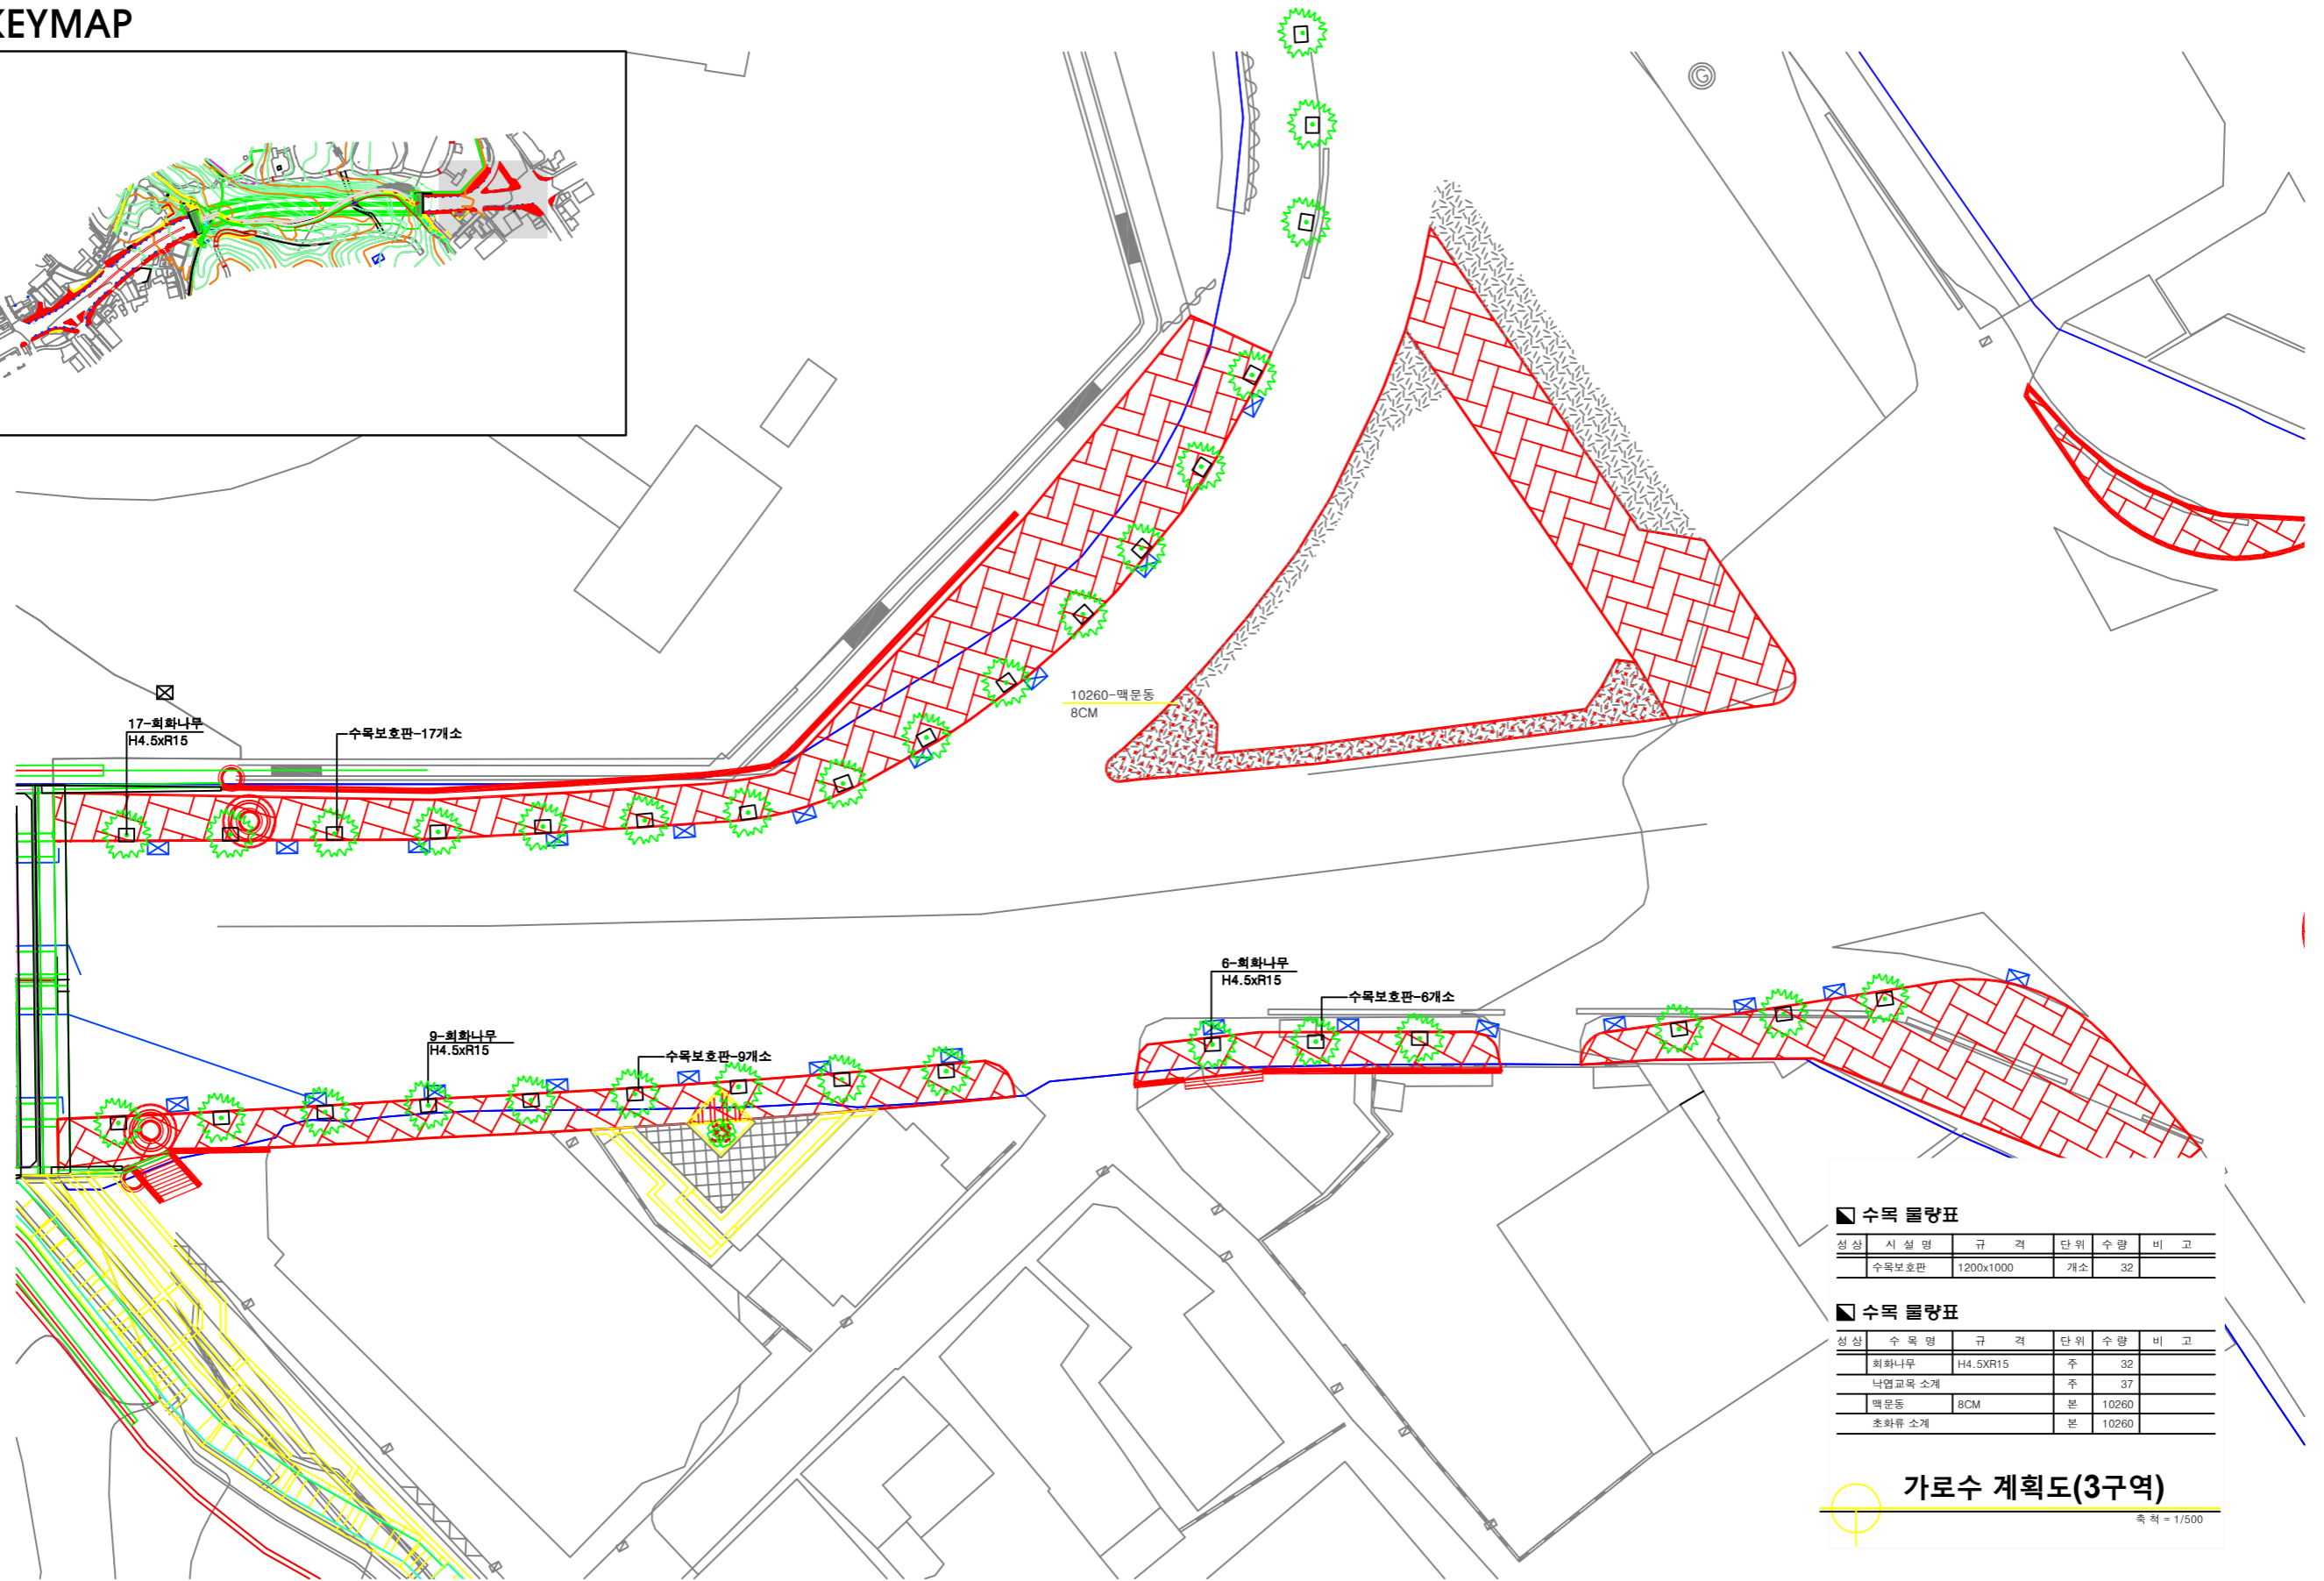 KEYMAP
G
17-회화나무
H4.5xR15
수목보호판-17개소
10260-맥문동
8CM
6-회화나무
H4.5xR15
수목보호판-6개소
9-회화나무
H4.5xR15
수목보호판-9개소
수목 물량표
성 상 시 설 명 규 격 단 위 수 량 비 고
수목보호판 1200x1000 개소 32
수목 물량표
성 상 수 목 명 규 격 단 위 수 량 비 고
회화나무 H4.5XR15 주 32
낙엽교목 소계 주 37
맥문동 8CM 본 10260
초화류 소계 본 10260
가로수 계획도(3구역)
축 척 = 1/500